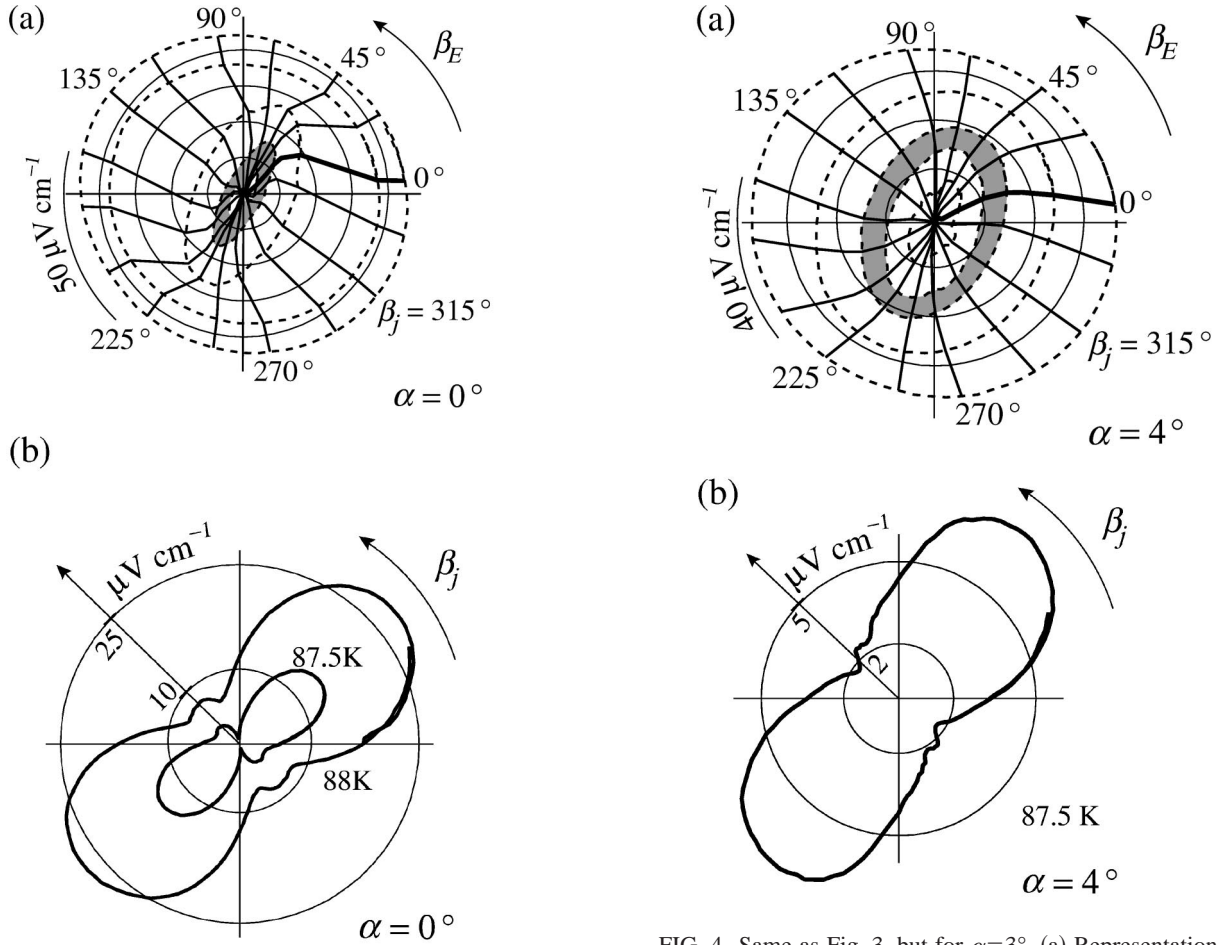 (a)
90°
β_E
45°
135°
0°
50 μV cm⁻¹
β_j = 315°
225°
270°
α = 0°
(b)
μV cm⁻¹
β_j
25
87.5K
10
88K
α = 0°
(a)
90°
β_E
45°
135°
0°
40 μV cm⁻¹
β_j = 315°
225°
270°
α = 4°
(b)
μV cm⁻¹
β_j
5
2
87.5 K
α = 4°
FIG. 4. Same as Fig. 3, but for α=3°. (a) Representation